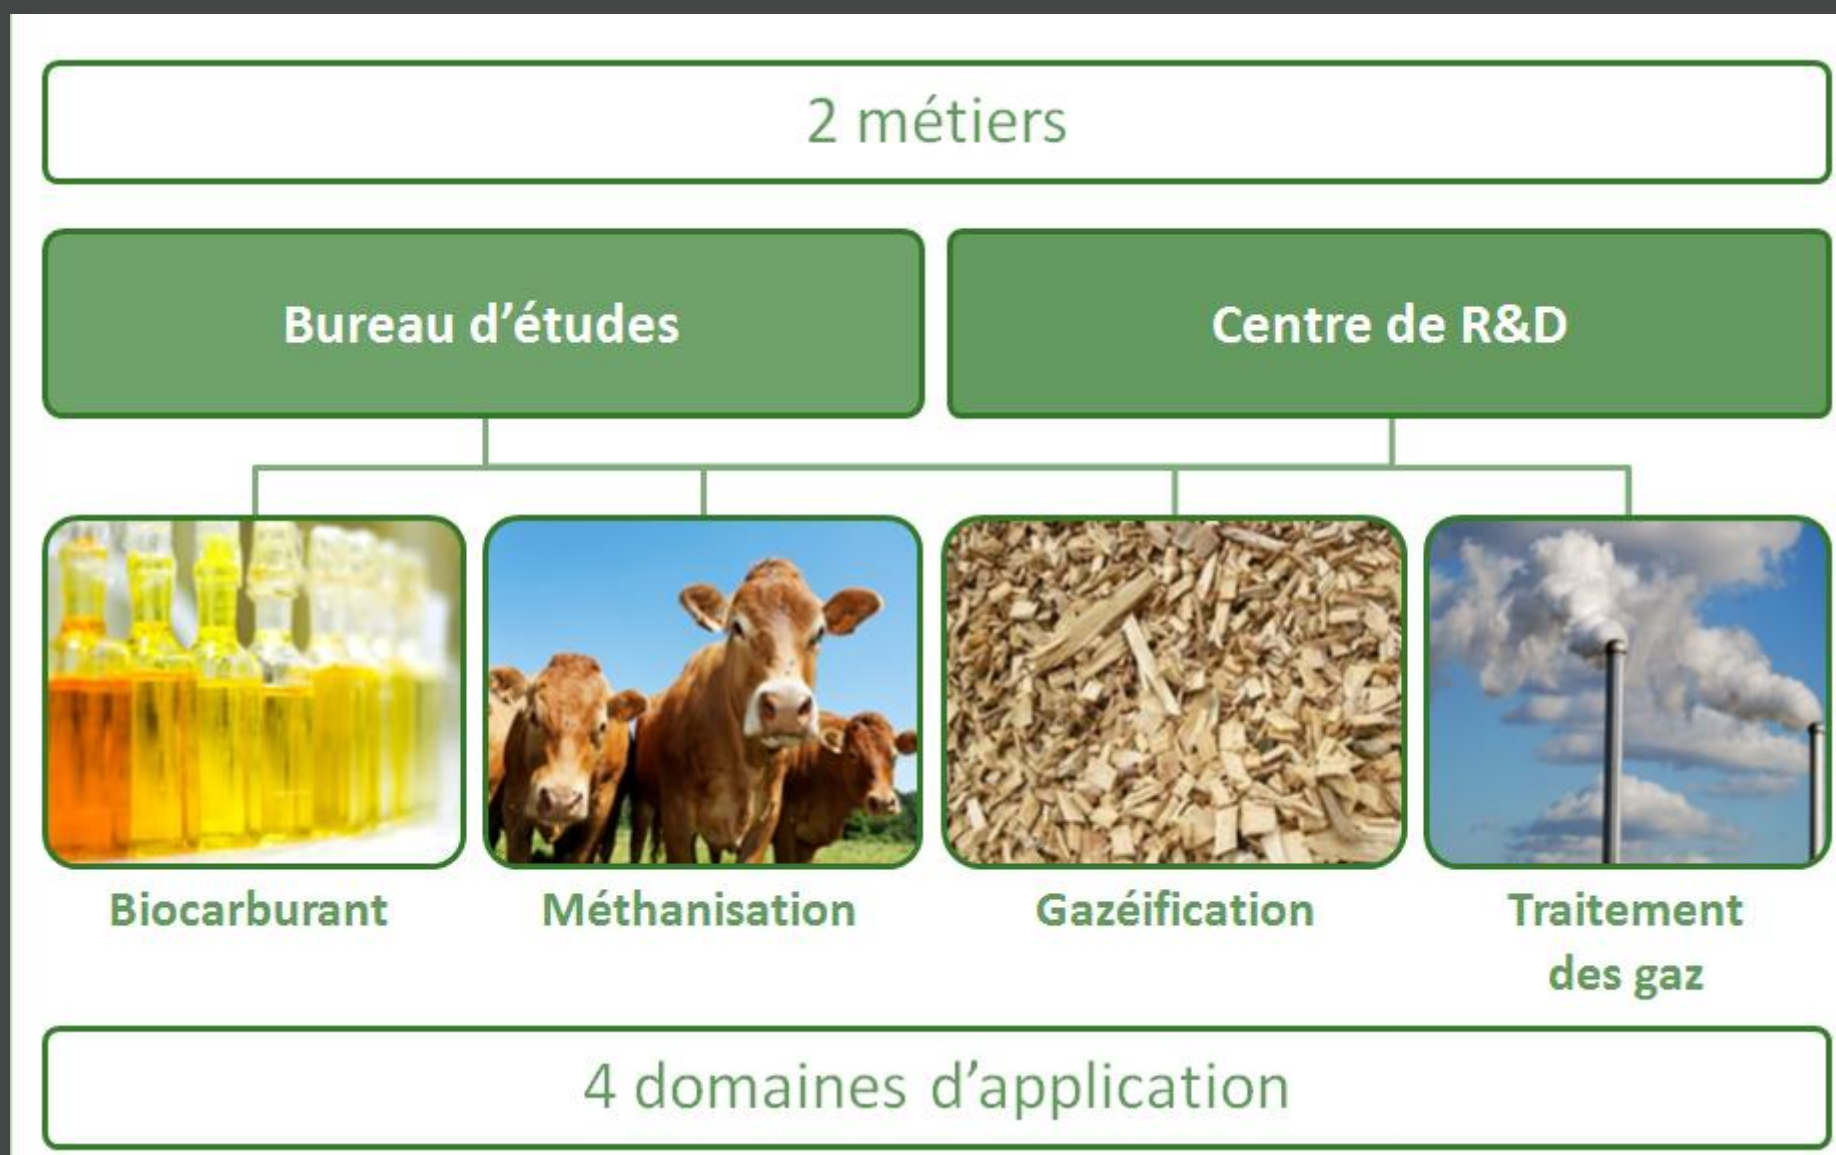 2 métiers
Bureau d’études
Centre de R&D
Biocarburant
Méthanisation
Gazéification
Traitement
des gaz
4 domaines d’application